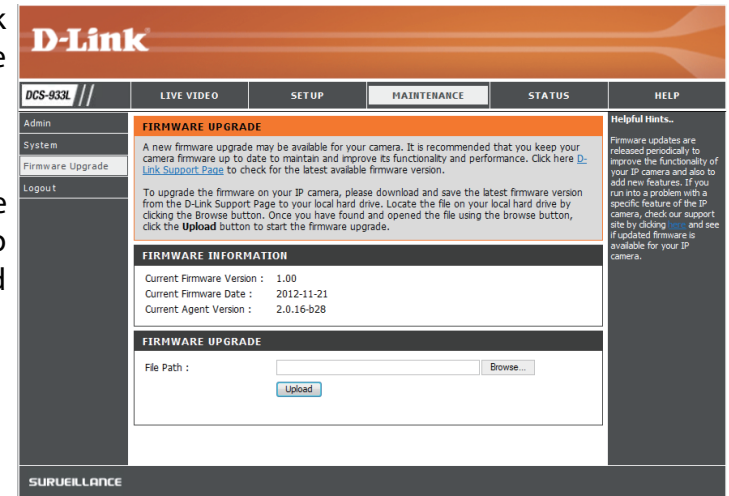 k
e
e
o
d
D-Link
DCS-933L
LIVE VIDEO
SETUP
MAINTENANCE
STATUS
HELP
Admin
System
Firmware Upgrade
Logout
FIRMWARE UPGRADE
A new firmware upgrade may be available for your camera. It is recommended that you keep your
camera firmware up to date to maintain and improve its functionality and performance. Click here D-
Link Support Page to check for the latest available firmware version.
To upgrade the firmware on your IP camera, please download and save the latest firmware version
from the D-Link Support Page to your local hard drive. Locate the file on your local hard drive by
clicking the Browse button. Once you have found and opened the file using the browse button,
click the Upload button to start the firmware upgrade.
FIRMWARE INFORMATION
Current Firmware Version : 1.00
Current Firmware Date : 2012-11-21
Current Agent Version : 2.0.16-b28
FIRMWARE UPGRADE
File Path :
Browse...
Upload
Helpful Hints..
Firmware updates are
released periodically to
improve the functionality of
your IP camera and also to
add new features. If you
run into a problem with a
specific feature of the IP
camera, check our support
site by clicking here and see
if updated firmware is
available for your IP
camera.
SURVEILLANCE